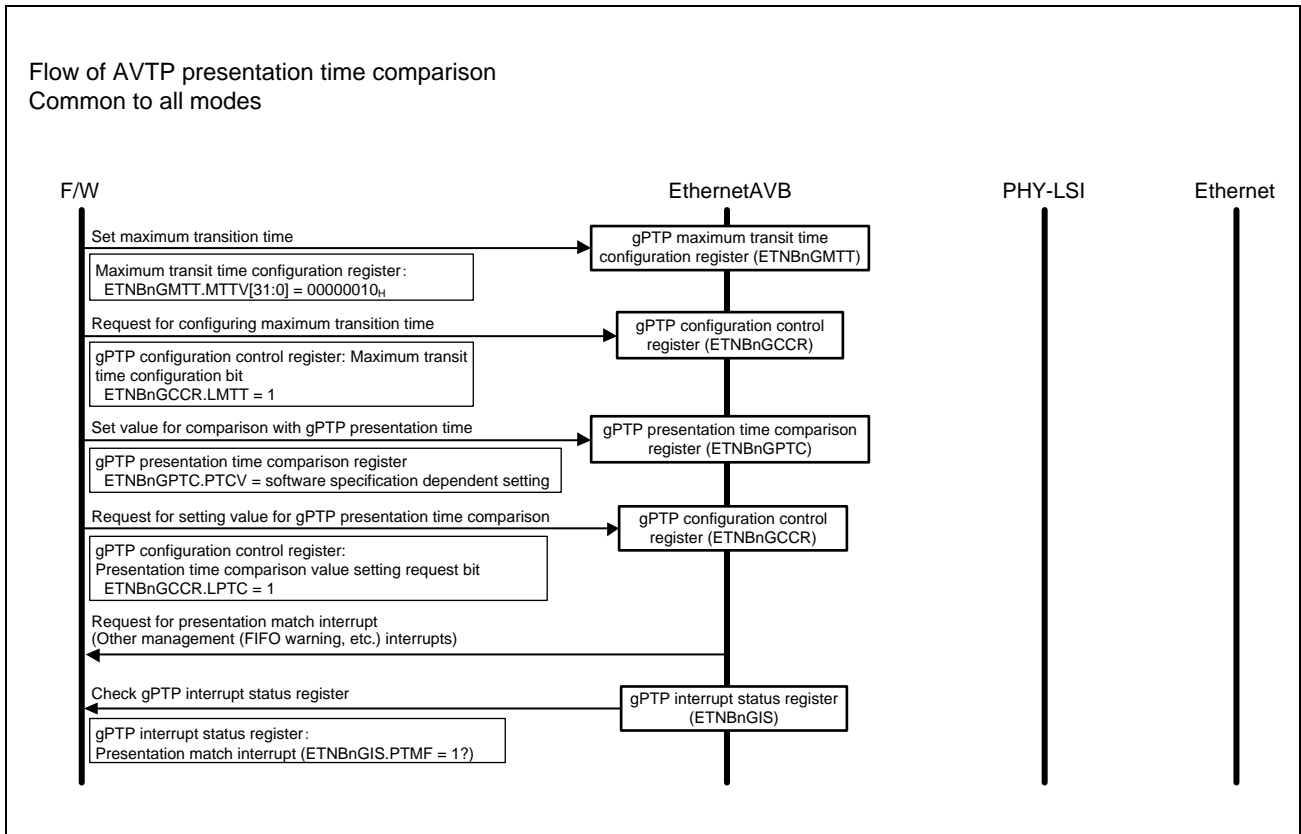 Flow of AVTP presentation time comparison
Common to all modes
F/W
EthernetAVB
PHY-LSI
Ethernet
Set maximum transition time
gPTP maximum transit time
configuration register (ETNBnGMTT)
Maximum transit time configuration register:
ETNBnGMTT.MTTV[31:0] = 00000010H
Request for configuring maximum transition time
gPTP configuration control
register (ETNBnGCCR)
gPTP configuration control register: Maximum transit
time configuration bit
ETNBnGCCR.LMTT = 1
Set value for comparison with gPTP presentation time
gPTP presentation time comparison
register (ETNBnGPTC)
gPTP presentation time comparison register
ETNBnGPTC.PTCV = software specification dependent setting
Request for setting value for gPTP presentation time comparison
gPTP configuration control
register (ETNBnGCCR)
gPTP configuration control register:
Presentation time comparison value setting request bit
ETNBnGCCR.LPTC = 1
Request for presentation match interrupt
(Other management (FIFO warning, etc.) interrupts)
Check gPTP interrupt status register
gPTP interrupt status register
(ETNBnGIS)
gPTP interrupt status register:
Presentation match interrupt (ETNBnGIS.PTMF = 1?)